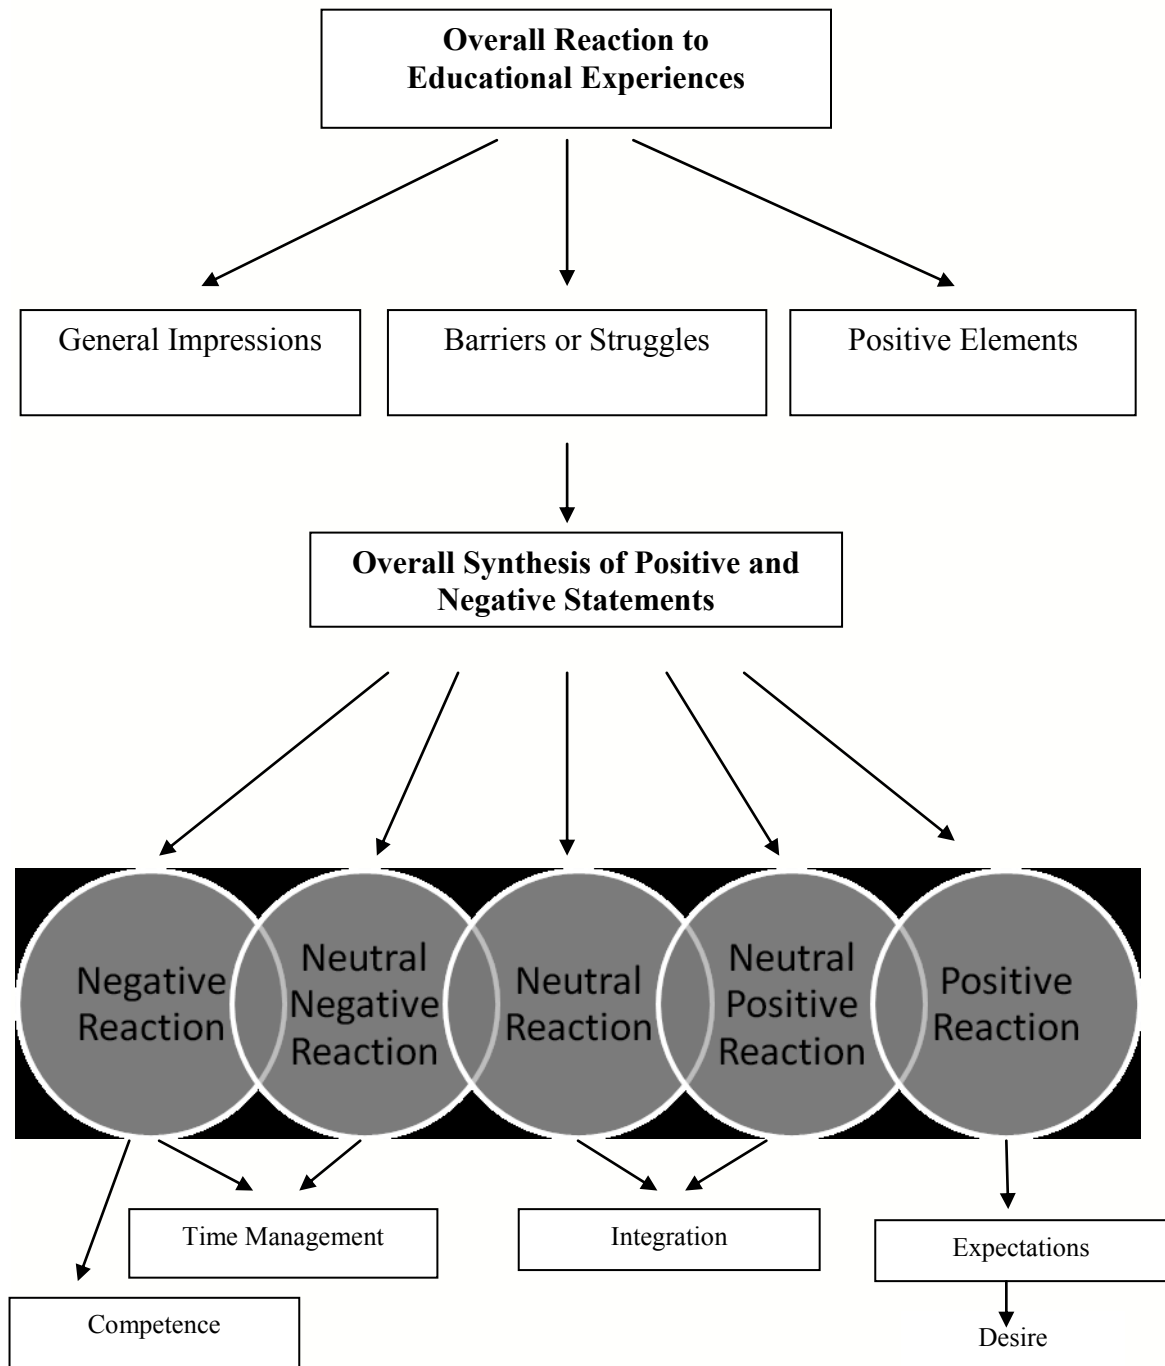 Overall Reaction to
Educational Experiences
General Impressions
Barriers or Struggles
Positive Elements
Overall Synthesis of Positive and
Negative Statements
Negative
Reaction
Neutral
Negative
Reaction
Neutral
Reaction
Neutral
Positive
Reaction
Positive
Reaction
Time Management
Integration
Expectations
Competence
Desire